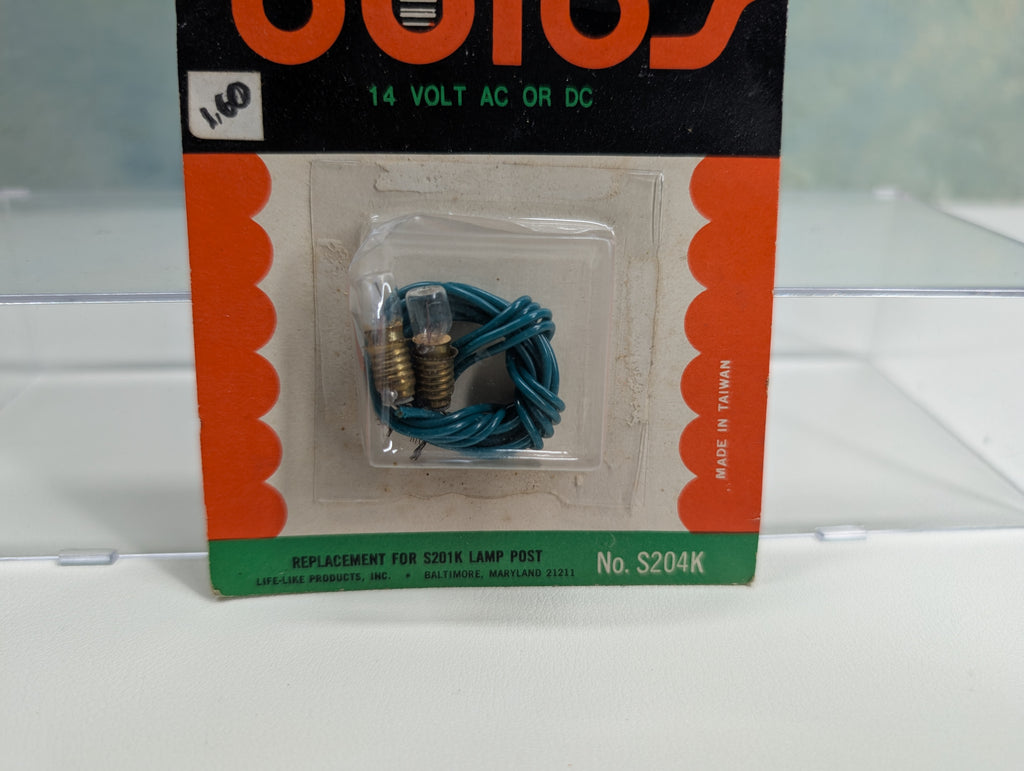 bulbs
14 VOLT AC OR DC
1.60
MADE IN TAIWAN
REPLACEMENT FOR S201K LAMP POST
LIFE-LIKE PRODUCTS, INC. • BALTIMORE, MARYLAND 21211
No. S204K